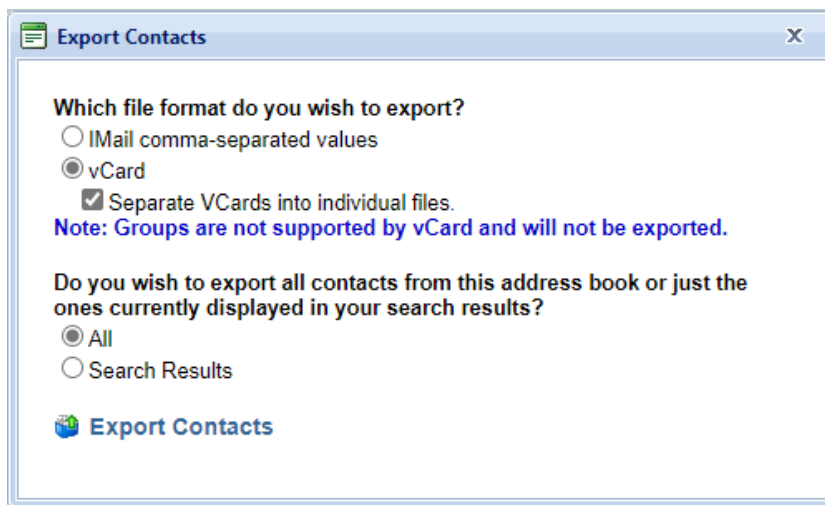 Export Contacts
X
Which file format do you wish to export?
IMail comma-separated values
vCard
Separate VCards into individual files.
Note: Groups are not supported by vCard and will not be exported.
Do you wish to export all contacts from this address book or just the
ones currently displayed in your search results?
All
Search Results
Export Contacts